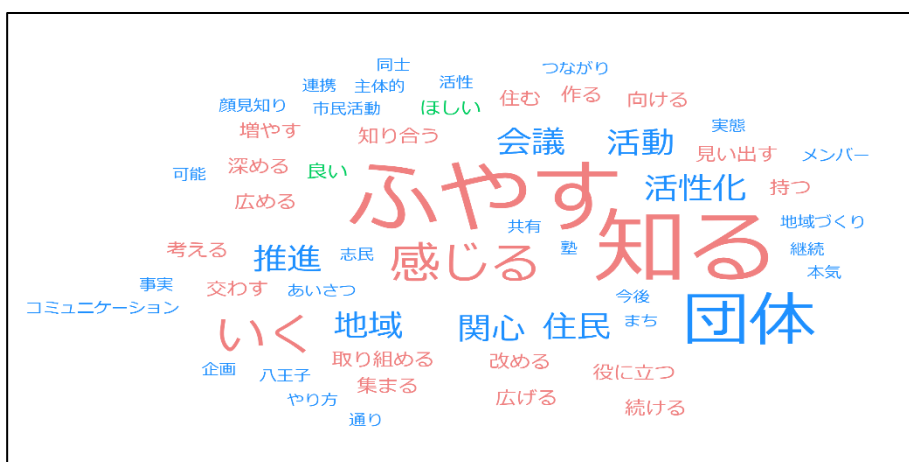 同士
つながり
連携 主体的 活性
顔見知り 市民活動 ほしい 住む 作る 向ける
増やす 知り合う 会議 活動 実態
可能 深める 良い ふやす 見い出す メンバー
広める 活性化 持つ
共有 知る 地域づくり
考える 推進 志民 感じる 塾 継続
本気
事実 交わす あいさつ 今後
コミュニケーション いく 地域 関心 住民 まち 団体
取り組める 改める 役に立つ
企画 八王子 集まる 広げる 続ける
やり方
通り